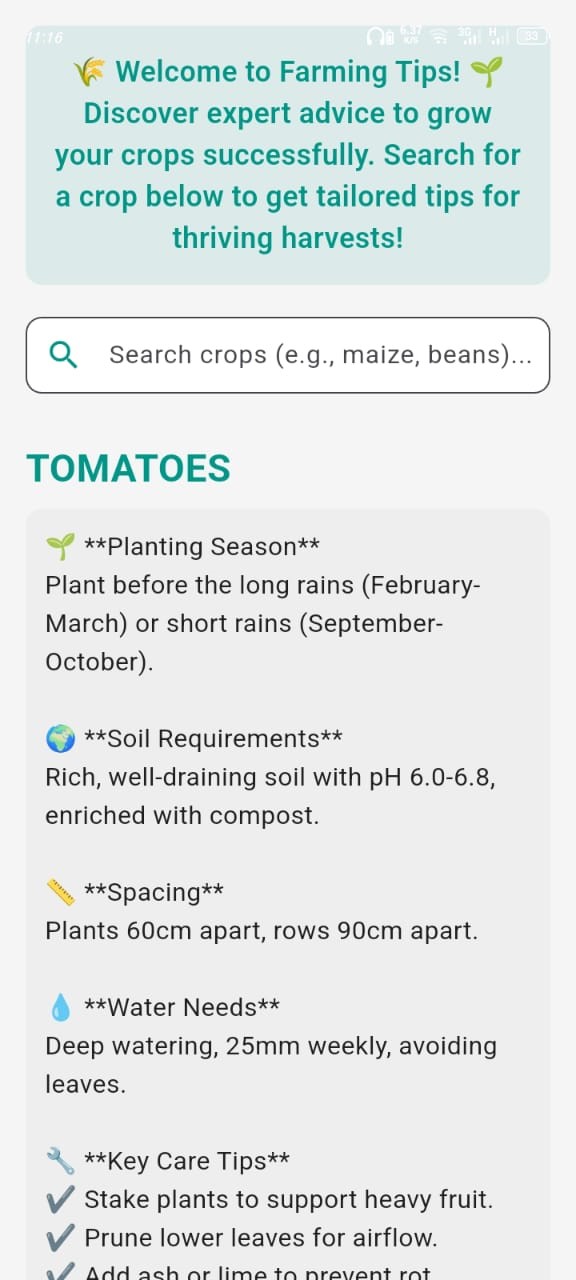 11:16 6.37 K/S 3G H 33
🌾 Welcome to Farming Tips! 🌱
Discover expert advice to grow
your crops successfully. Search for
a crop below to get tailored tips for
thriving harvests!
Search crops (e.g., maize, beans)...
TOMATOES
🌱 **Planting Season**
Plant before the long rains (February-
March) or short rains (September-
October).
🌍 **Soil Requirements**
Rich, well-draining soil with pH 6.0-6.8,
enriched with compost.
📏 **Spacing**
Plants 60cm apart, rows 90cm apart.
💧 **Water Needs**
Deep watering, 25mm weekly, avoiding
leaves.
🔧 **Key Care Tips**
✔ Stake plants to support heavy fruit.
✔ Prune lower leaves for airflow.
✔ Add ash or lime to prevent rot